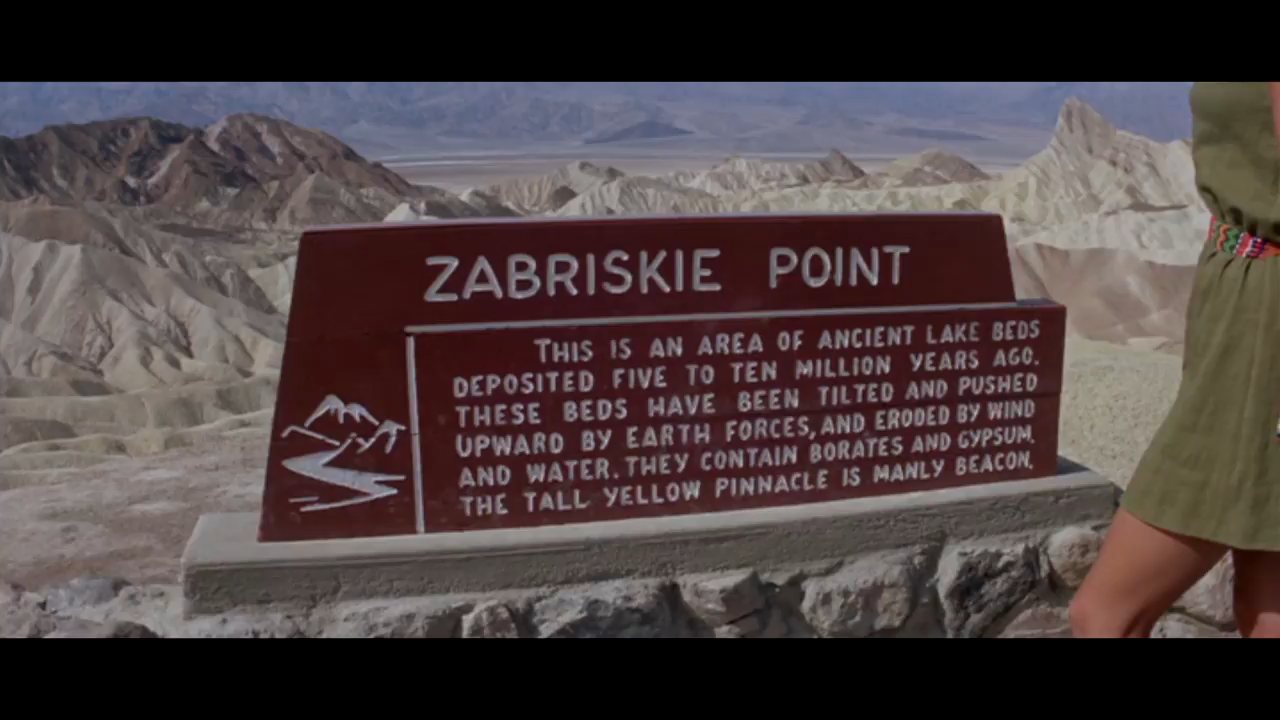 ZABRISKIE POINT
THIS IS AN AREA OF ANCIENT LAKE BEDS
DEPOSITED FIVE TO TEN MILLION YEARS AGO.
THESE BEDS HAVE BEEN TILTED AND PUSHED
UPWARD BY EARTH FORCES, AND ERODED BY WIND
AND WATER. THEY CONTAIN BORATES AND GYPSUM.
THE TALL YELLOW PINNACLE IS MANLY BEACON.